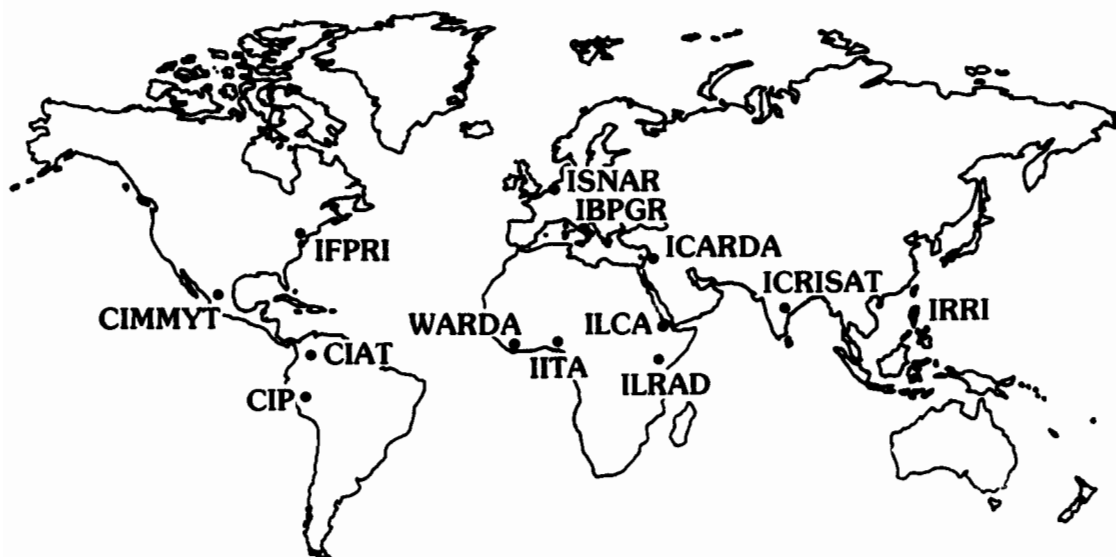 ISNAR
IBPGR
IFPRI
ICARDA
ICRISAT
CIMMYT
WARDA
ILCA
IRRI
CIAT
IITA
ILRAD
CIP